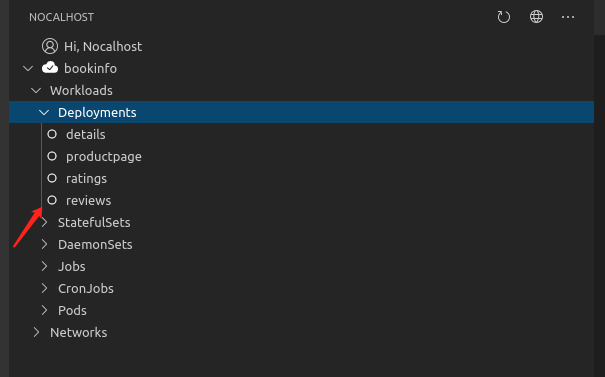 NOCALHOST
Hi, Nocalhost
bookinfo
Workloads
Deployments
details
productpage
ratings
reviews
StatefulSets
DaemonSets
Jobs
CronJobs
Pods
Networks